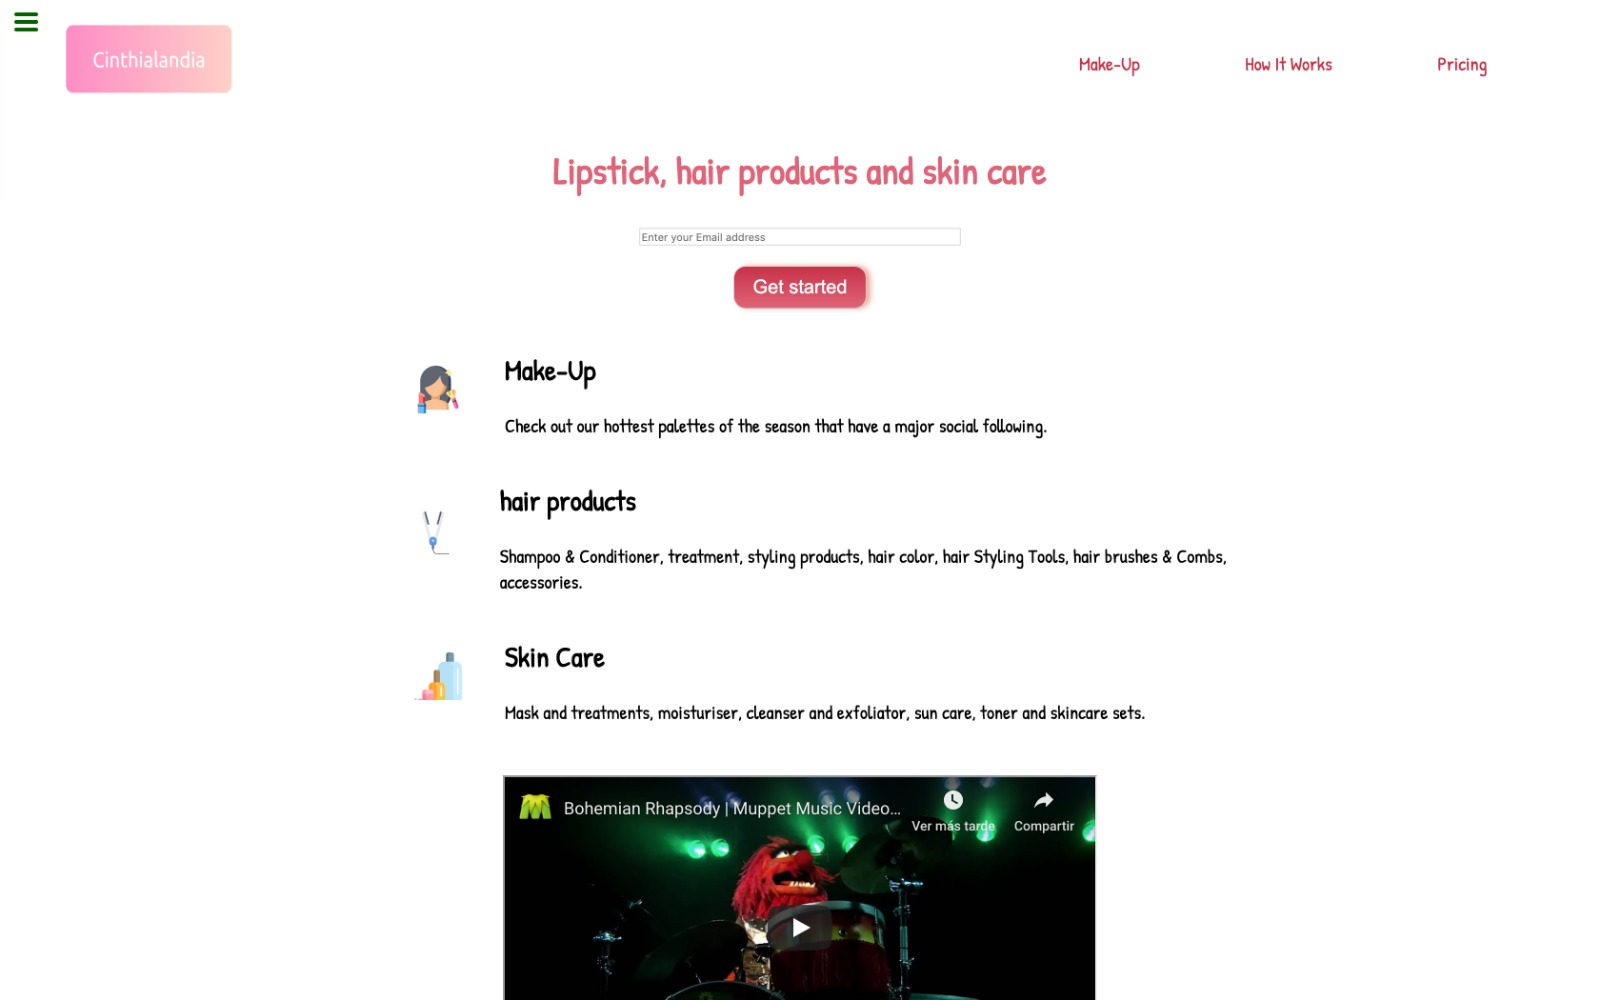 Cinthialandia
Make-Up
How It Works
Pricing
Lipstick, hair products and skin care
Enter your Email address
Get started
Make-Up
Check out our hottest palettes of the season that have a major social following.
hair products
Shampoo & Conditioner, treatment, styling products, hair color, hair Styling Tools, hair brushes & Combs,
accessories.
Skin Care
Mask and treatments, moisturiser, cleanser and exfoliator, sun care, toner and skincare sets.
Bohemian Rhapsody | Muppet Music Video...
Ver más tarde
Compartir